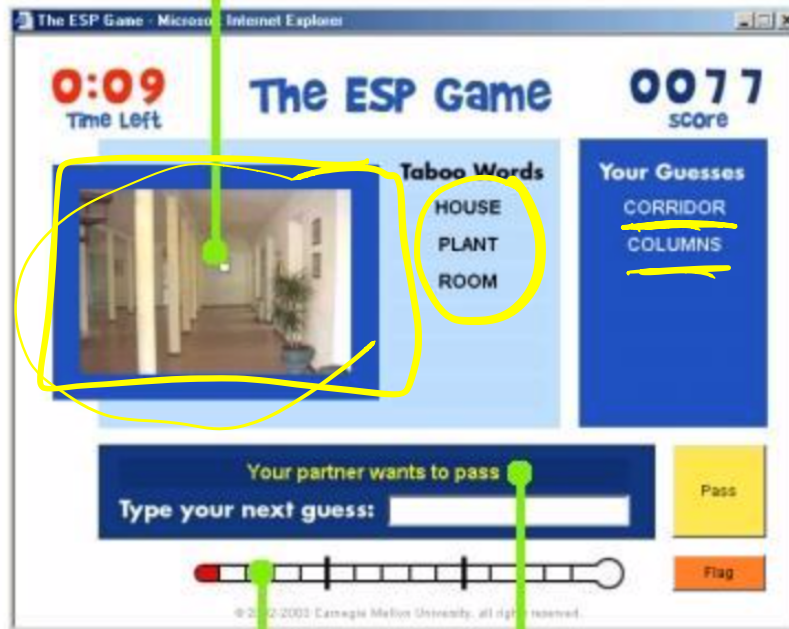 The ESP Game - Microsoft Internet Explorer
0:09
Time Left
The ESP Game
0077
score
Taboo Words
HOUSE
PLANT
ROOM
Your Guesses
CORRIDOR
COLUMNS
Your partner wants to pass
Type your next guess:
Pass
Flag
Carnegie Mellon University, all rights reserved.